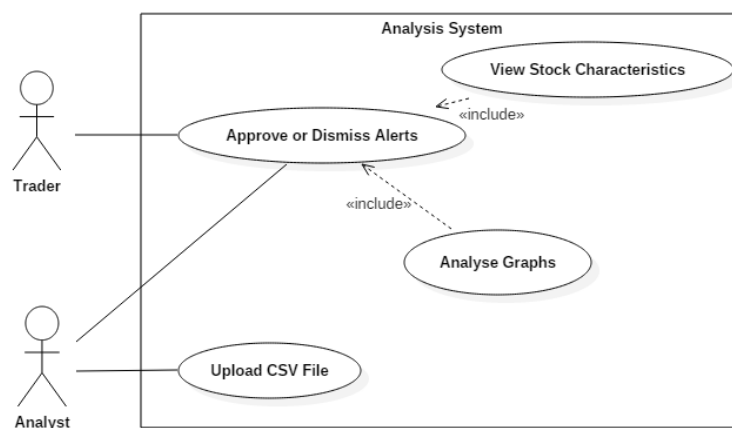 Analysis System
View Stock Characteristics
«include»
Approve or Dismiss Alerts
Trader
«include»
Analyse Graphs
Upload CSV File
Analyst